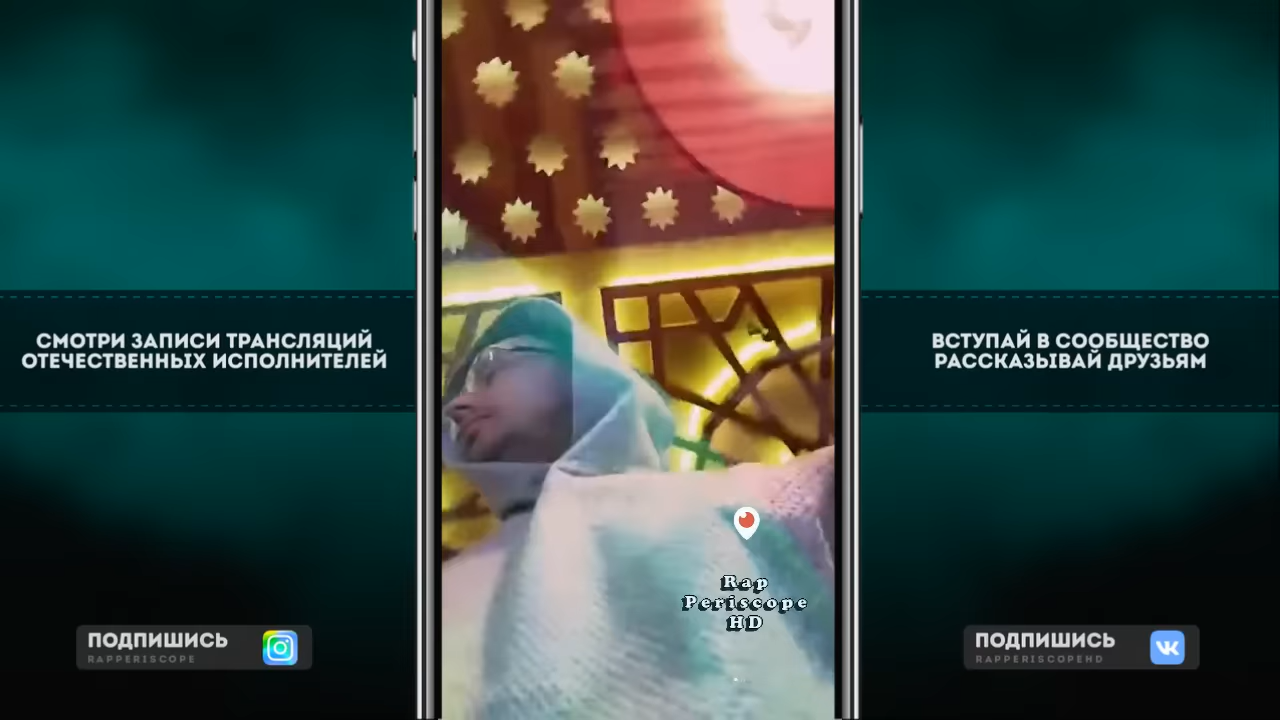 СМОТРИ ЗАПИСИ ТРАНСЛЯЦИЙ
ОТЕЧЕСТВЕННЫХ ИСПОЛНИТЕЛЕЙ
ВСТУПАЙ В СООБЩЕСТВО
РАССКАЗЫВАЙ ДРУЗЬЯМ
Rap
Periscope
HD
ПОДПИШИСЬ
RAPPERISCOPE
ПОДПИШИСЬ
RAPPERISCOPEHD